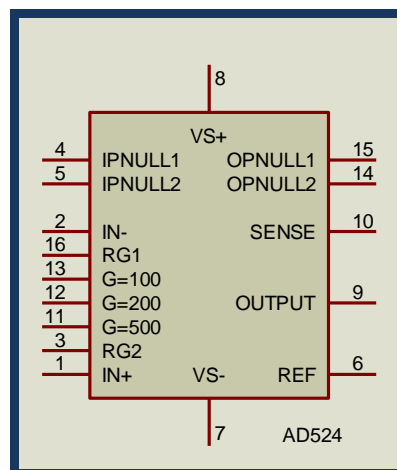 8
VS+
4 IPNULL1 OPNULL1 15
5 IPNULL2 OPNULL2 14
2 IN- SENSE 10
16 RG1
13 G=100
12 G=200 OUTPUT 9
11 G=500
3 RG2
1 IN+ VS- REF 6
7 AD524